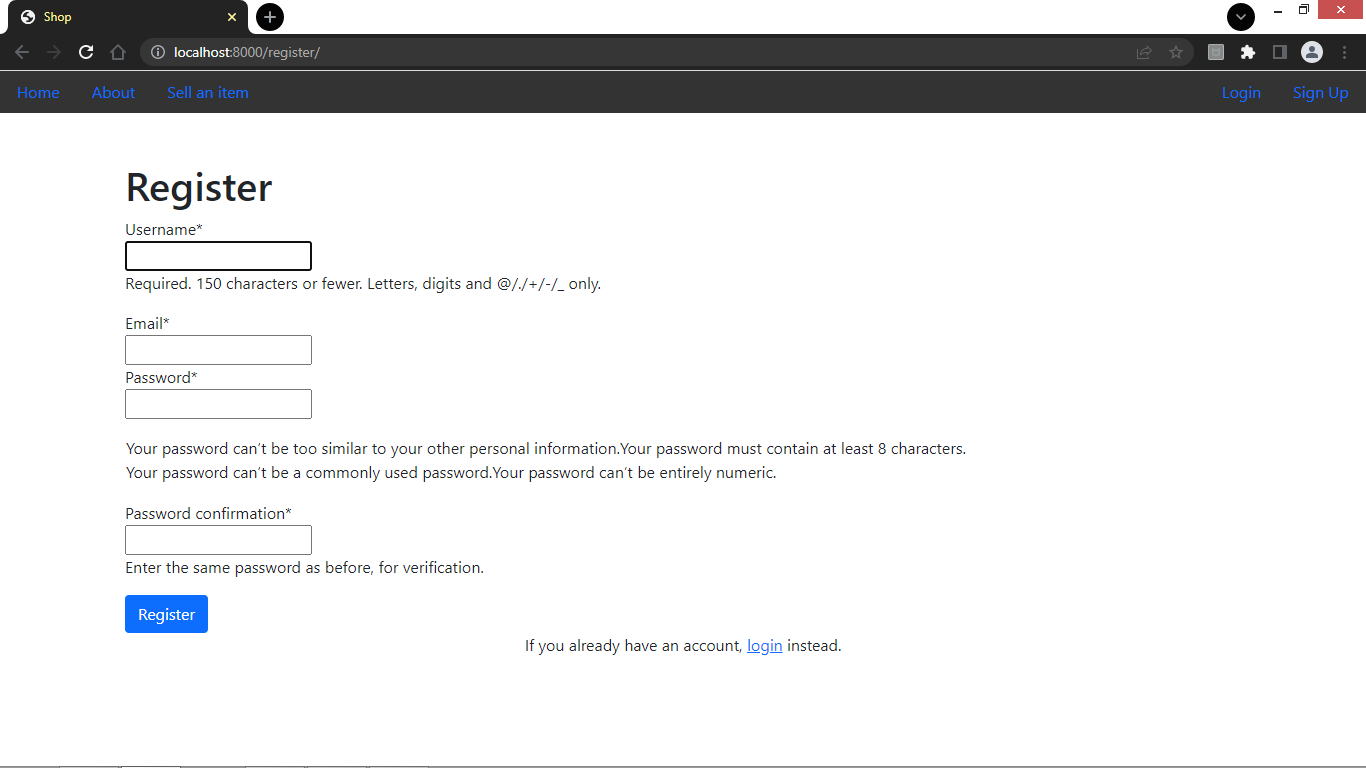 Shop
localhost:8000/register/
Home About Sell an item Login Sign Up
Register
Username*
Required. 150 characters or fewer. Letters, digits and @/./+/-/_ only.
Email*
Password*
Your password can’t be too similar to your other personal information.Your password must contain at least 8 characters.
Your password can’t be a commonly used password.Your password can’t be entirely numeric.
Password confirmation*
Enter the same password as before, for verification.
Register
If you already have an account, login instead.